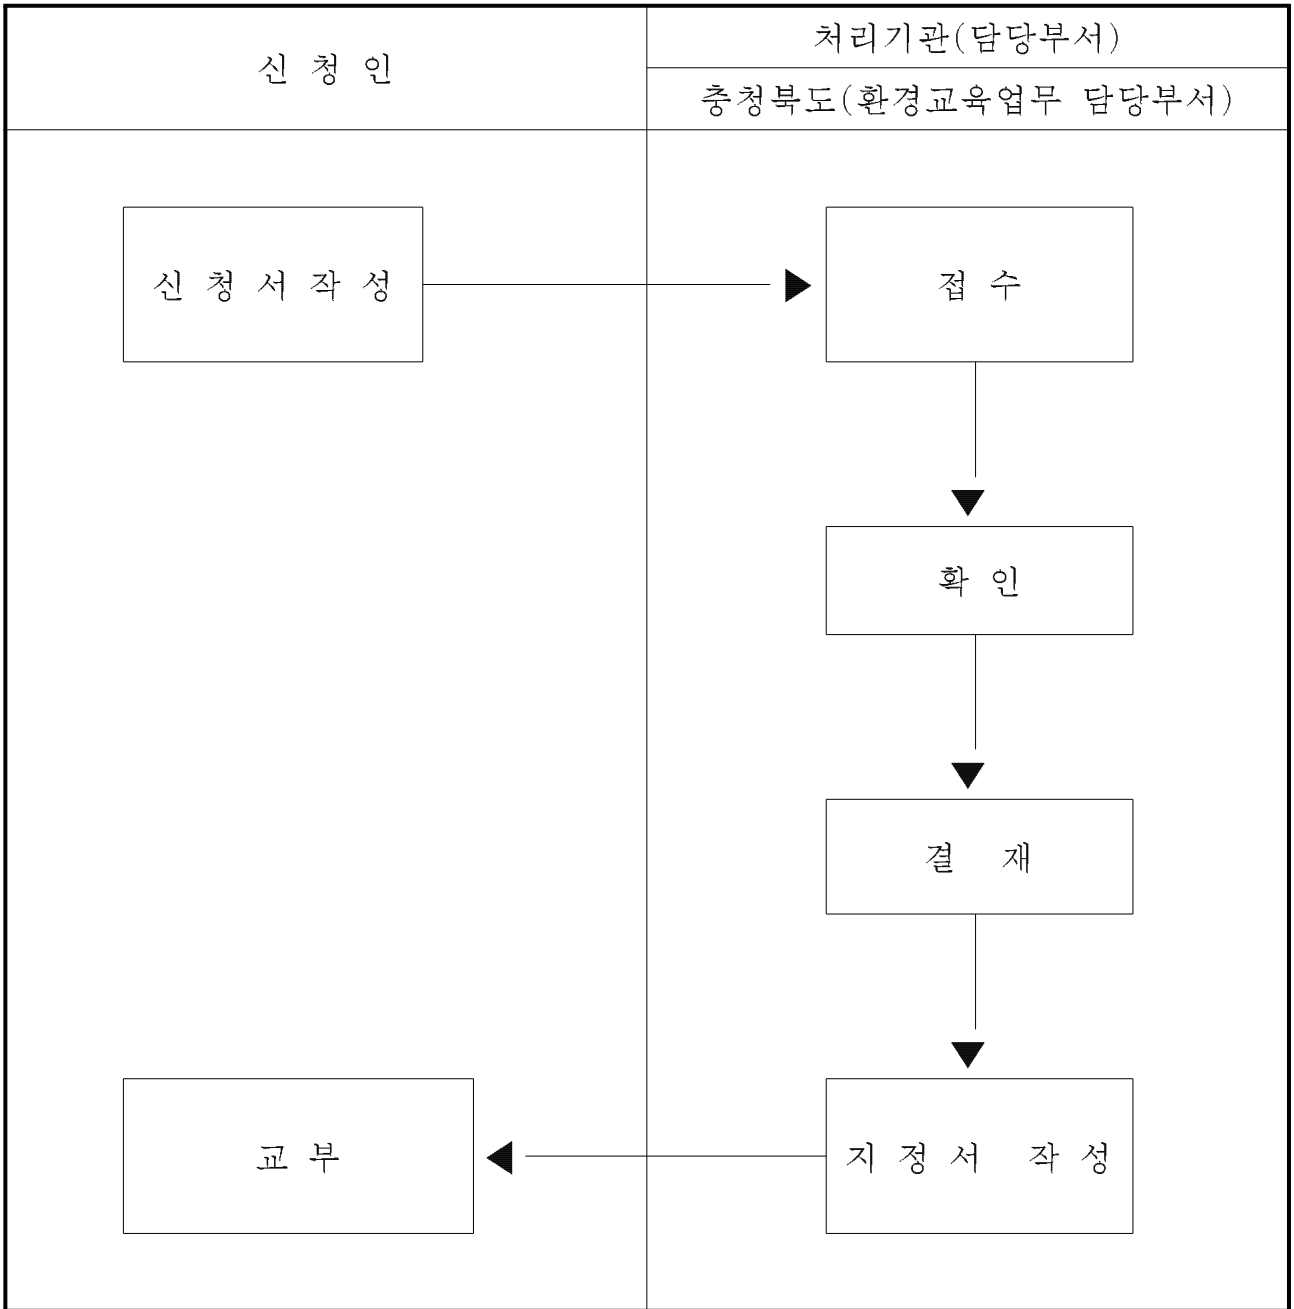 신 청 인
처리기관(담당부서)
충청북도(환경교육업무 담당부서)
신 청 서 작 성
접 수
확 인
결 재
교 부
지 정 서 작 성